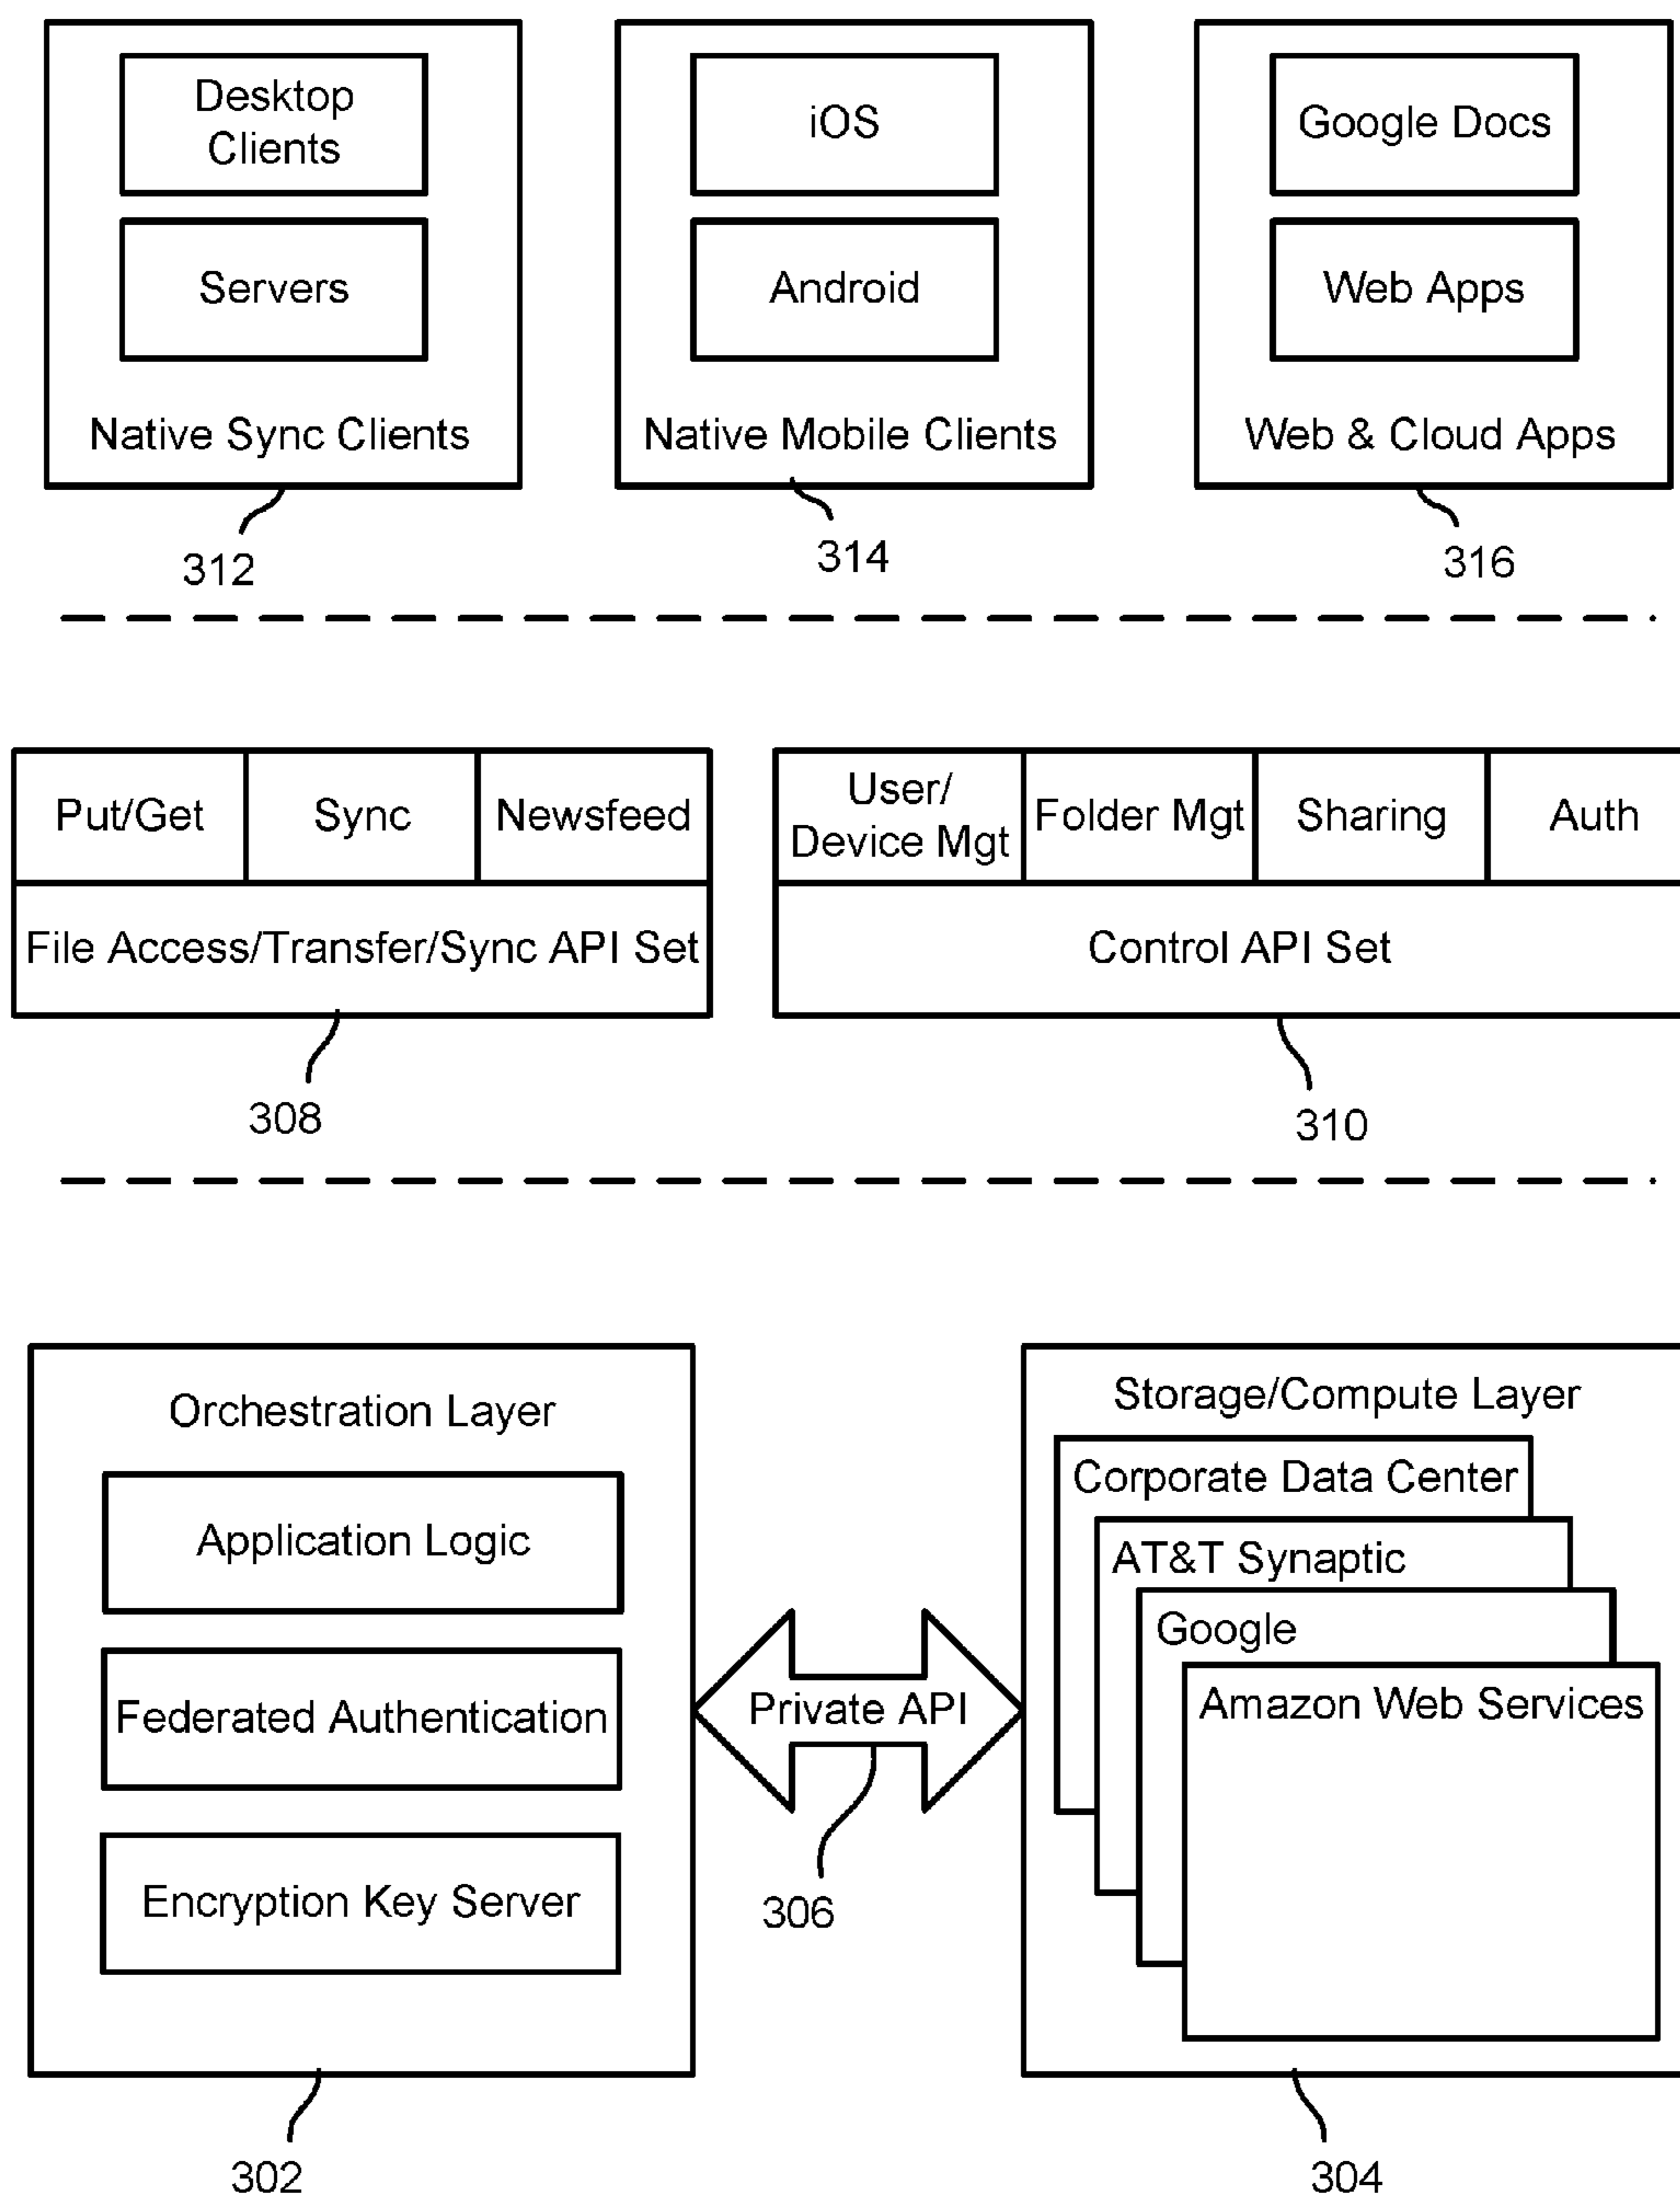 Desktop
Clients
Servers
Native Sync Clients
312
iOS
Android
Native Mobile Clients
314
Google Docs
Web Apps
Web & Cloud Apps
316
Put/Get
Sync
Newsfeed
File Access/Transfer/Sync API Set
308
User/
Device Mgt
Folder Mgt
Sharing
Auth
Control API Set
310
Orchestration Layer
Application Logic
Federated Authentication
Encryption Key Server
302
Private API
306
Storage/Compute Layer
Corporate Data Center
AT&T Synaptic
Google
Amazon Web Services
304